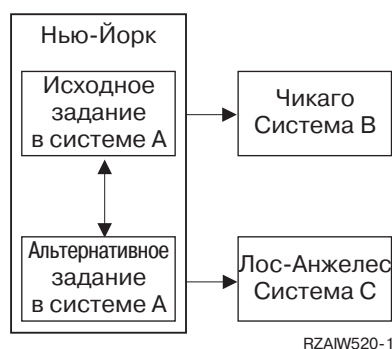 Нью-Йорк
Исходное
задание
в системе A
Чикаго
Система B
Альтернативное
задание
в системе A
Лос-Анжелес
Система C
RZAIW520-1